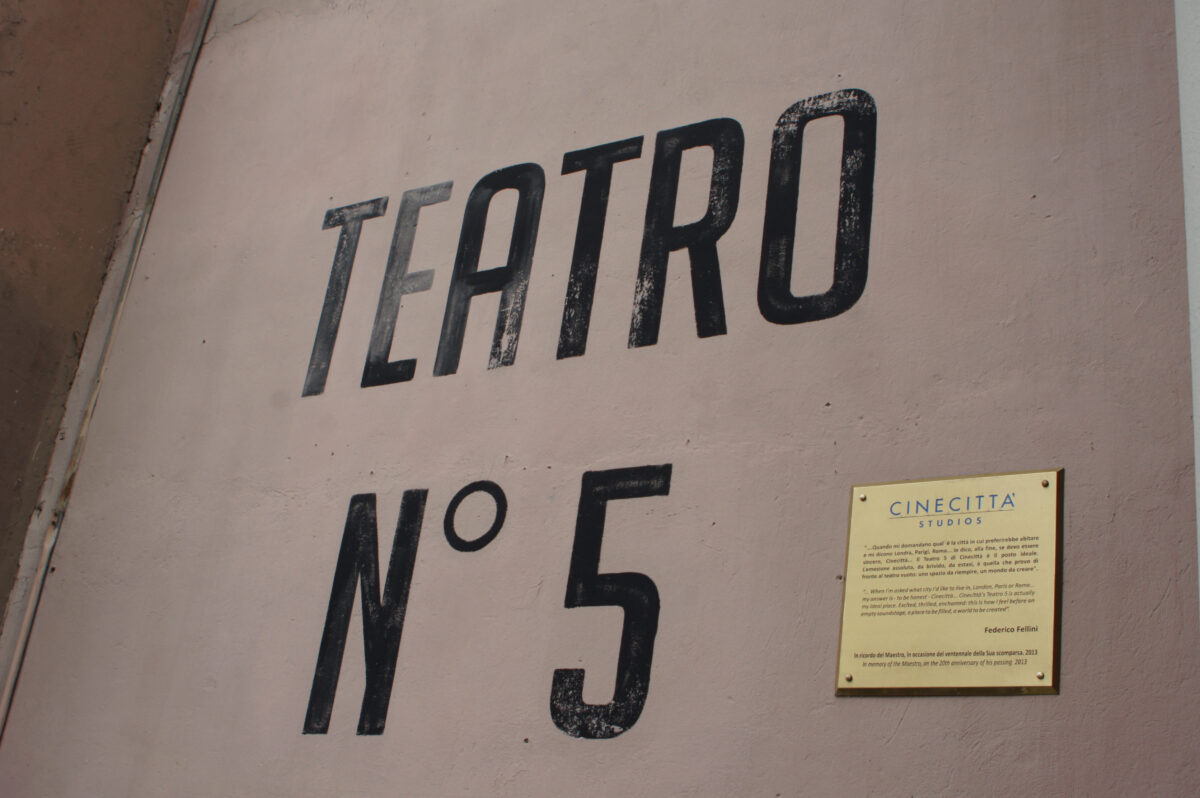 TEATRO
N° 5
CINECITTÀ
STUDIOS
"...Quando mi domandano qual è la città in cui preferirebbe abitare
e mi dicono Londra, Parigi, Roma... io dico, alla fine, se devo essere
sincero, Cinecittà... Il Teatro 5 di Cinecittà è il posto ideale.
L'emozione assoluta, da brivido, da estasi, è quella che provo di
fronte al teatro vuoto: uno spazio da riempire, un mondo da creare".
"... When I'm asked what city I'd like to live in, London, Paris or Rome...
my answer is - to be honest - Cinecittà... Cinecittà's Teatro 5 is actually
my ideal place. Excited, thrilled, enchanted: this is how I feel before an
empty soundstage, a place to be filled, a world to be created".
Federico Fellini
In ricordo del Maestro, in occasione del ventennale della Sua scomparsa. 2013
In memory of the Maestro, on the 20th anniversary of his passing. 2013